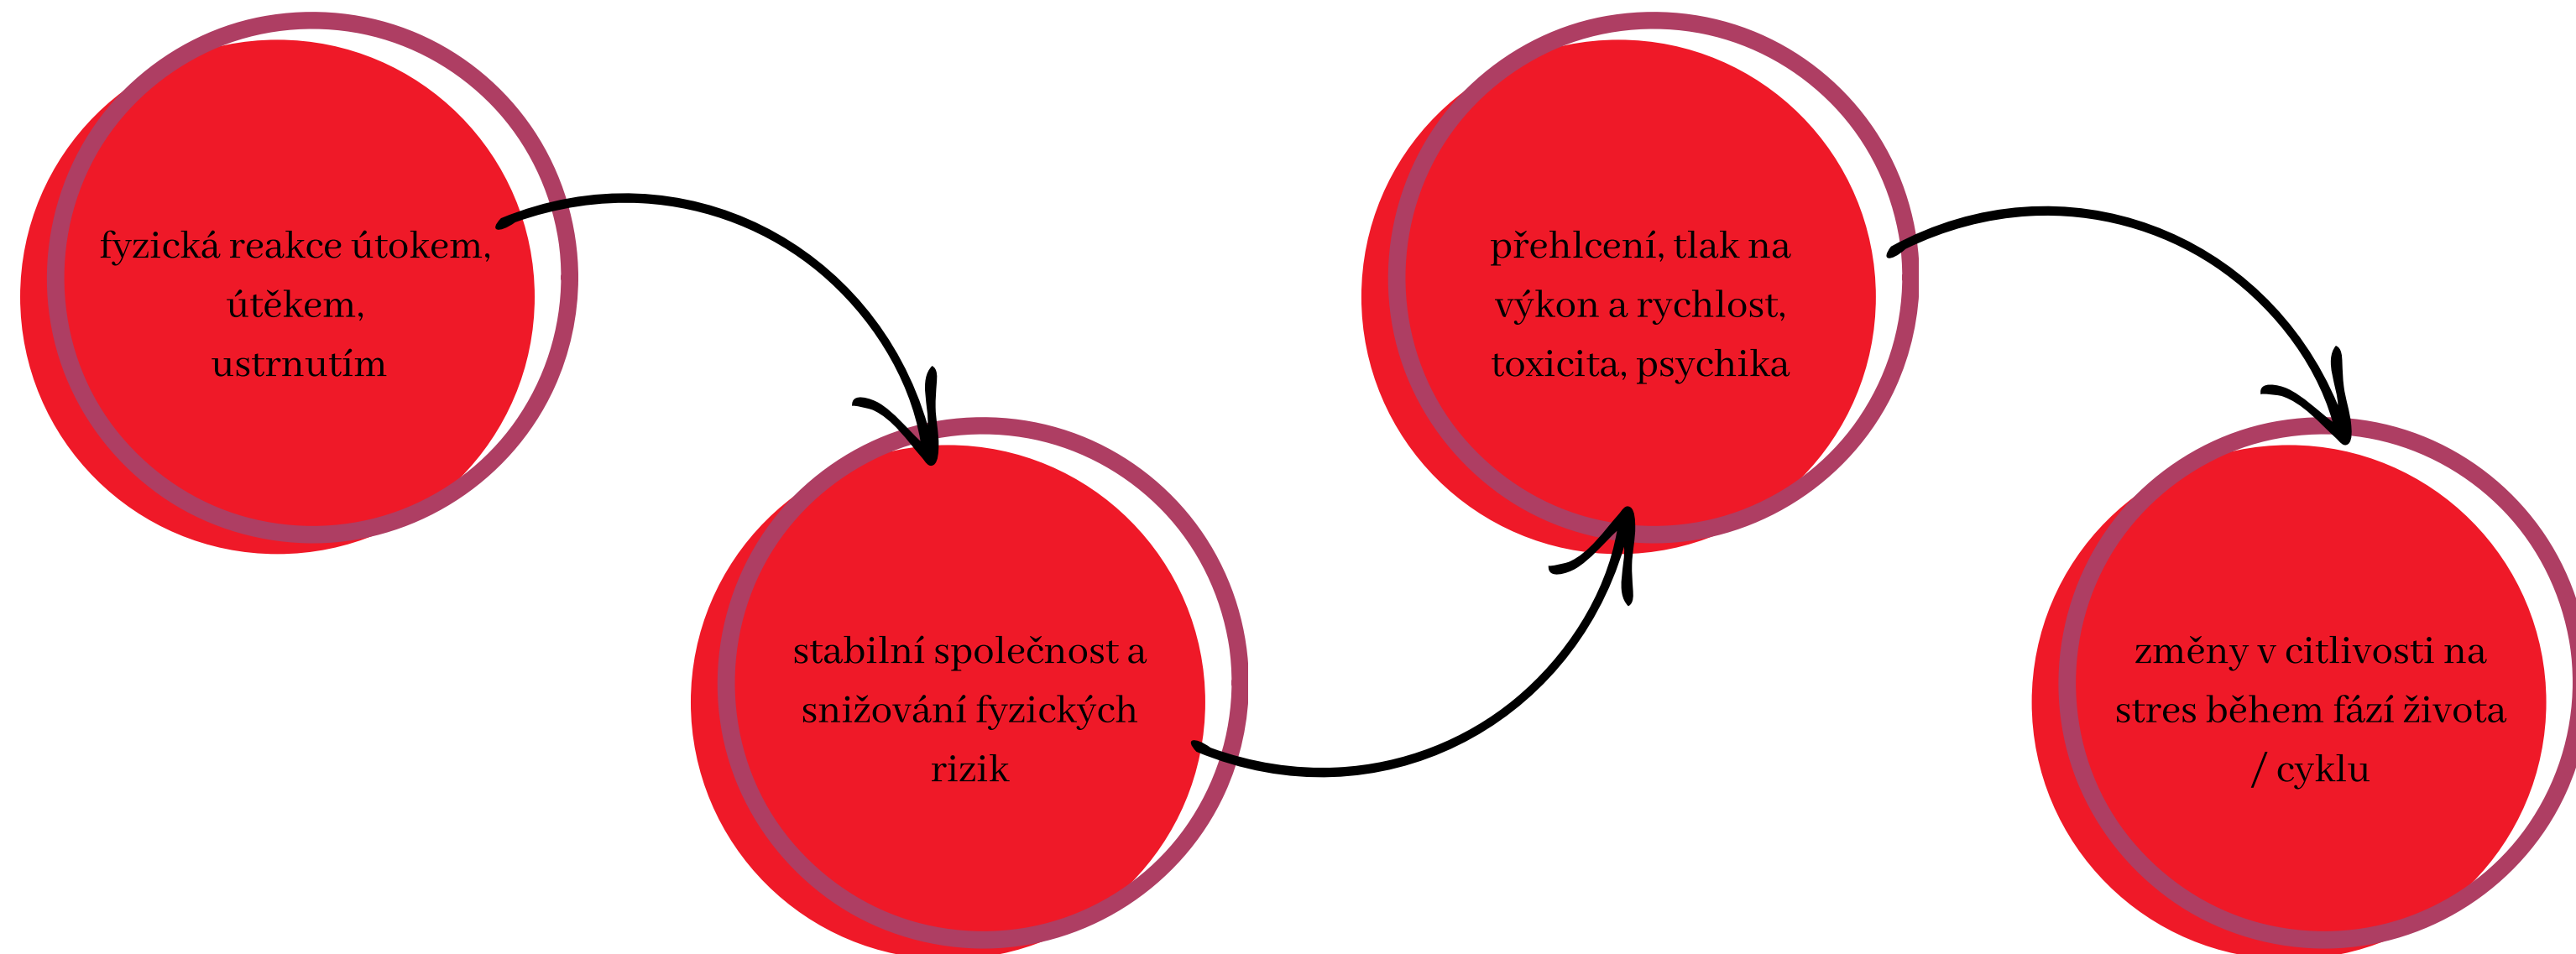 fyzická reakce útokem,
útěkem,
ustrnutím
stabilní společnost a
snižování fyzických
rizik
přehlcení, tlak na
výkon a rychlost,
toxicita, psychika
změny v citlivosti na
stres během fází života
/ cyklu